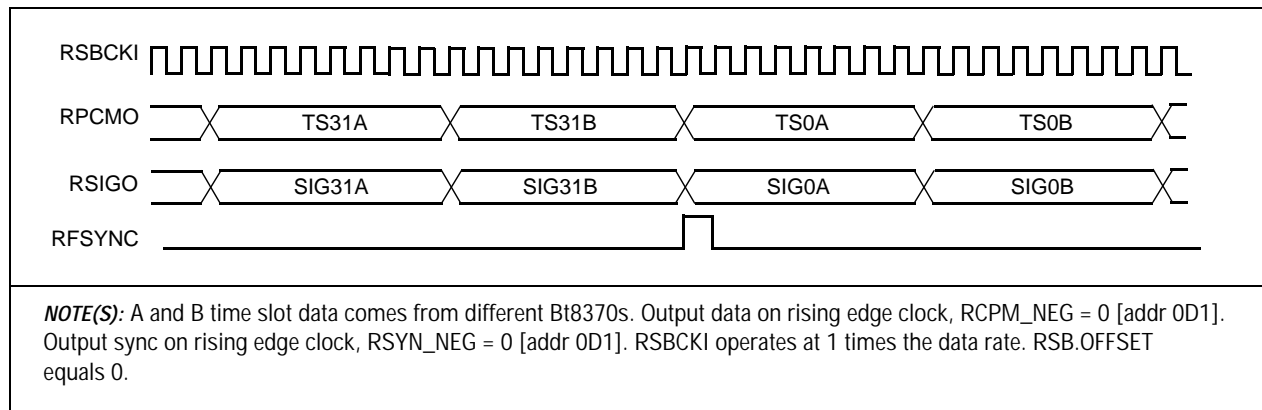 RSBCKI
RPCMO TS31A TS31B TS0A TS0B
RSIGO SIG31A SIG31B SIG0A SIG0B
RFSYNC
NOTE(S): A and B time slot data comes from different Bt8370s. Output data on rising edge clock, RCPM_NEG = 0 [addr 0D1].
Output sync on rising edge clock, RSYN_NEG = 0 [addr 0D1]. RSBCKI operates at 1 times the data rate. RSB.OFFSET
equals 0.